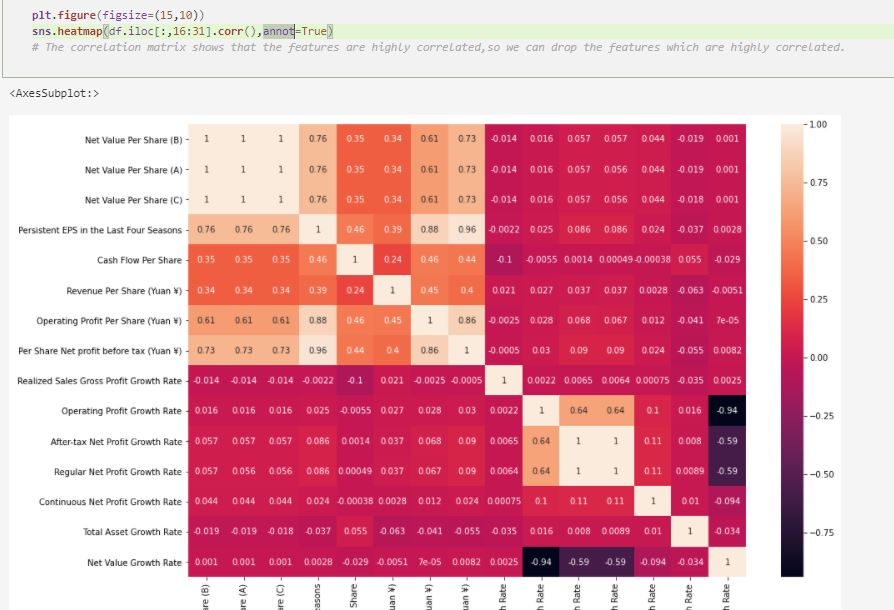 plt.figure(figsize=(15,10))
sns.heatmap(df.iloc[:,16:31].corr(),annot=True)
# The correlation matrix shows that the features are highly correlated,so we can drop the features which are highly correlated.
<AxesSubplot:>
Net Value Per Share (B) 1 1 1 0.76 0.35 0.34 0.61 0.73 -0.014 0.016 0.057 0.057 0.044 -0.019 0.001
Net Value Per Share (A) 1 1 1 0.76 0.35 0.34 0.61 0.73 -0.014 0.016 0.057 0.056 0.044 -0.019 0.001
Net Value Per Share (C) 1 1 1 0.76 0.35 0.34 0.61 0.73 -0.014 0.016 0.057 0.056 0.044 -0.018 0.001
Persistent EPS in the Last Four Seasons 0.76 0.76 0.76 1 0.46 0.39 0.88 0.96 -0.0022 0.025 0.086 0.086 0.024 -0.037 0.0028
Cash Flow Per Share 0.35 0.35 0.35 0.46 1 0.24 0.46 0.44 -0.1 -0.0055 0.0014 0.00049 -0.00038 0.055 -0.029
Revenue Per Share (Yuan ¥) 0.34 0.34 0.34 0.39 0.24 1 0.45 0.4 0.021 0.027 0.037 0.037 0.0028 -0.063 -0.0051
Operating Profit Per Share (Yuan ¥) 0.61 0.61 0.61 0.88 0.46 0.45 1 0.86 -0.0025 0.028 0.068 0.067 0.012 -0.041 7e-05
Per Share Net profit before tax (Yuan ¥) 0.73 0.73 0.73 0.96 0.44 0.4 0.86 1 -0.0005 0.03 0.09 0.09 0.024 -0.055 0.0082
Realized Sales Gross Profit Growth Rate -0.014 -0.014 -0.014 -0.0022 -0.1 0.021 -0.0025 -0.0005 1 0.0022 0.0065 0.0064 0.00075 -0.035 0.0025
Operating Profit Growth Rate 0.016 0.016 0.016 0.025 -0.0055 0.027 0.028 0.03 0.0022 1 0.64 0.64 0.1 0.016 -0.94
After-tax Net Profit Growth Rate 0.057 0.057 0.057 0.086 0.0014 0.037 0.068 0.09 0.0065 0.64 1 1 0.11 0.008 -0.59
Regular Net Profit Growth Rate 0.057 0.056 0.056 0.086 0.00049 0.037 0.067 0.09 0.0064 0.64 1 1 0.11 0.0089 -0.59
Continuous Net Profit Growth Rate 0.044 0.044 0.044 0.024 -0.00038 0.0028 0.012 0.024 0.00075 0.1 0.11 0.11 1 0.01 -0.094
Total Asset Growth Rate -0.019 -0.019 -0.018 -0.037 0.055 -0.063 -0.041 -0.055 -0.035 0.016 0.008 0.0089 0.01 1 -0.034
Net Value Growth Rate 0.001 0.001 0.001 0.0028 -0.029 -0.0051 7e-05 0.0082 0.0025 -0.94 -0.59 -0.59 -0.094 -0.034 1
re (B)
re (A)
re (C)
easons
Share
uan ¥)
uan ¥)
uan ¥)
h Rate
h Rate
h Rate
h Rate
h Rate
h Rate
h Rate
1.00
0.75
0.50
0.25
0.00
-0.25
-0.50
-0.75